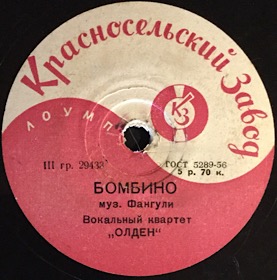 Красносельский Завод
ЛОУМП
КЗ
III гр. 29433
ГОСТ 5289-56
5 р. 70 к.
БОМБИНО
муз. Фангули
Вокальный квартет
„ОЛДЕН“